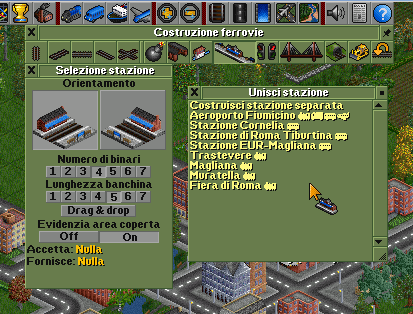 Costruzione ferrovie
Selezione stazione
Orientamento
Numero di binari
1 2 3 4 5 6 7
Lunghezza banchina
1 2 3 4 5 6 7
Drag & drop
Evidenzia area coperta
Off On
Accetta: Nulla
Fornisce: Nulla
Unisci stazione
Costruisci stazione separata
Aeroporto Fiumicino
Stazione Cornelia
Stazione di Roma Tiburtina
Stazione EUR-Magliana
Trastevere
Magliana
Muratella
Fiera di Roma